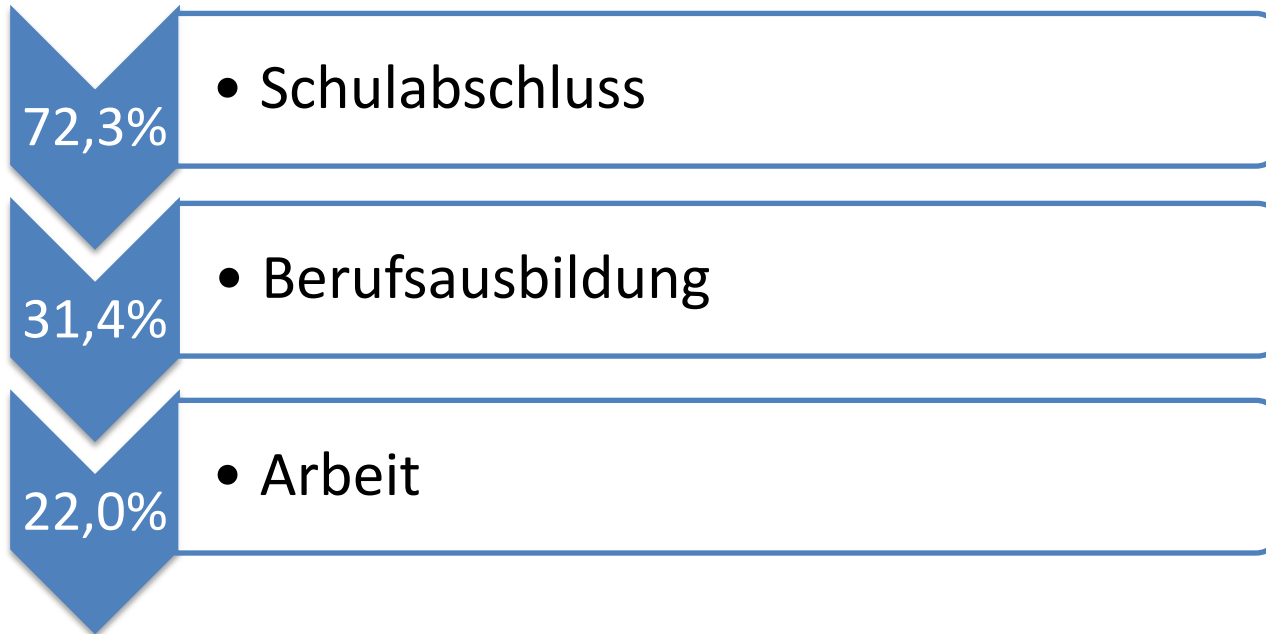 72,3%
• Schulabschluss
31,4%
• Berufsausbildung
22,0%
• Arbeit